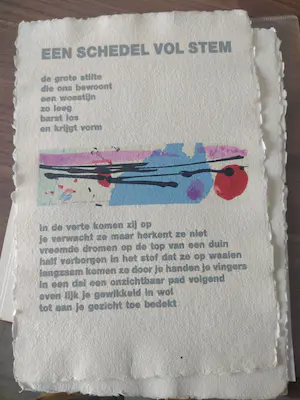 EEN SCHEDEL VOL STEM
de grote stilte
die ons bewoont
een woestijn
zo leeg
barst los
en krijgt vorm
in de verte komen zij op
je verwacht ze maar herkent ze niet
vreemde dromen op de top van een duin
half verborgen in het stof dat ze op waaien
langzaam komen ze door je handen je vingers
in een dal een onzichtbaar pad volgend
even lijk je gewikkeld in wol
tot aan je gezicht toe bedekt